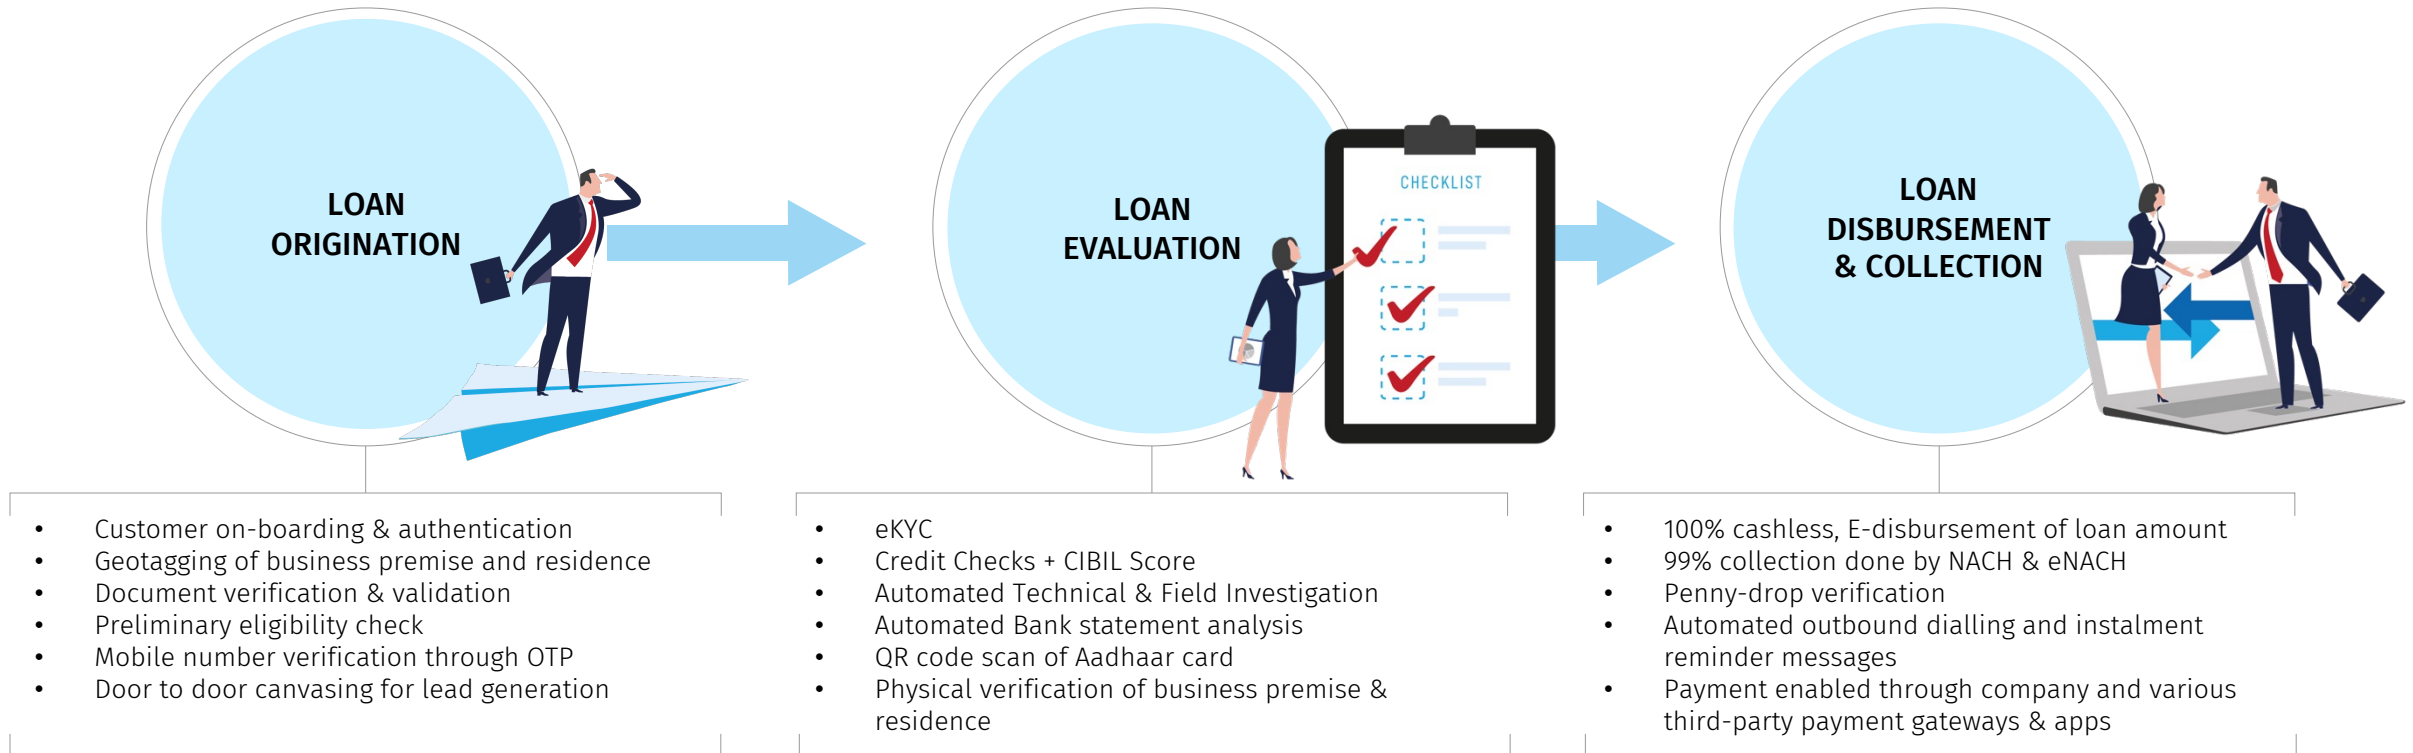 LOAN
ORIGINATION
LOAN
EVALUATION
CHECKLIST
LOAN
DISBURSEMENT
& COLLECTION
• Customer on-boarding & authentication
• Geotagging of business premise and residence
• Document verification & validation
• Preliminary eligibility check
• Mobile number verification through OTP
• Door to door canvasing for lead generation
• eKYC
• Credit Checks + CIBIL Score
• Automated Technical & Field Investigation
• Automated Bank statement analysis
• QR code scan of Aadhaar card
• Physical verification of business premise &
residence
• 100% cashless, E-disbursement of loan amount
• 99% collection done by NACH & eNACH
• Penny-drop verification
• Automated outbound dialling and instalment
reminder messages
• Payment enabled through company and various
third-party payment gateways & apps